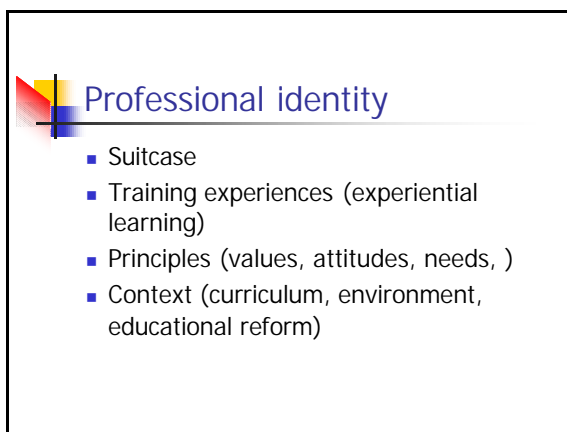 Professional identity
Suitcase
Training experiences (experiential
learning)
Principles (values, attitudes, needs, )
Context (curriculum, environment,
educational reform)